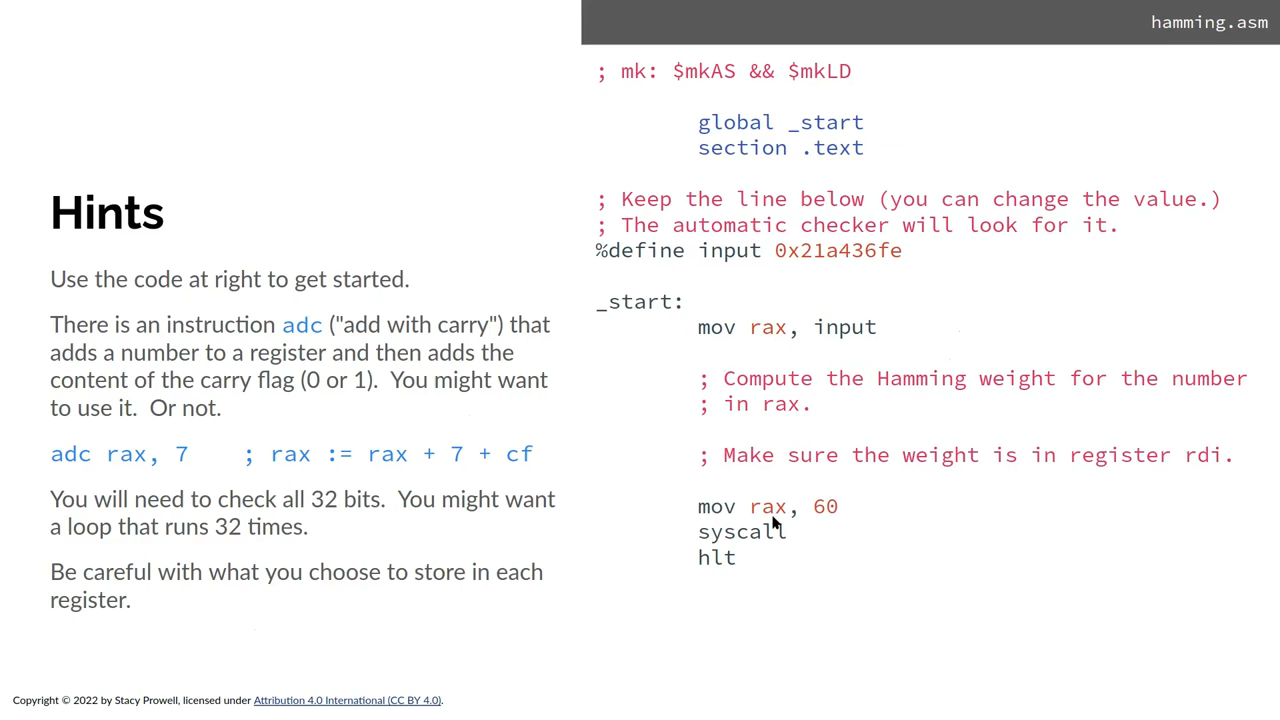 hamming.asm
Hints
Use the code at right to get started.
There is an instruction adc ("add with carry") that
adds a number to a register and then adds the
content of the carry flag (0 or 1).  You might want
to use it.  Or not.
adc rax, 7    ; rax := rax + 7 + cf
You will need to check all 32 bits.  You might want
a loop that runs 32 times.
Be careful with what you choose to store in each
register.
; mk: $mkAS && $mkLD
global _start
section .text
; Keep the line below (you can change the value.)
; The automatic checker will look for it.
%define input 0x21a436fe
_start:
mov rax, input
; Compute the Hamming weight for the number
; in rax.
; Make sure the weight is in register rdi.
mov rax, 60
syscall
hlt
Copyright © 2022 by Stacy Prowell, licensed under Attribution 4.0 International (CC BY 4.0).